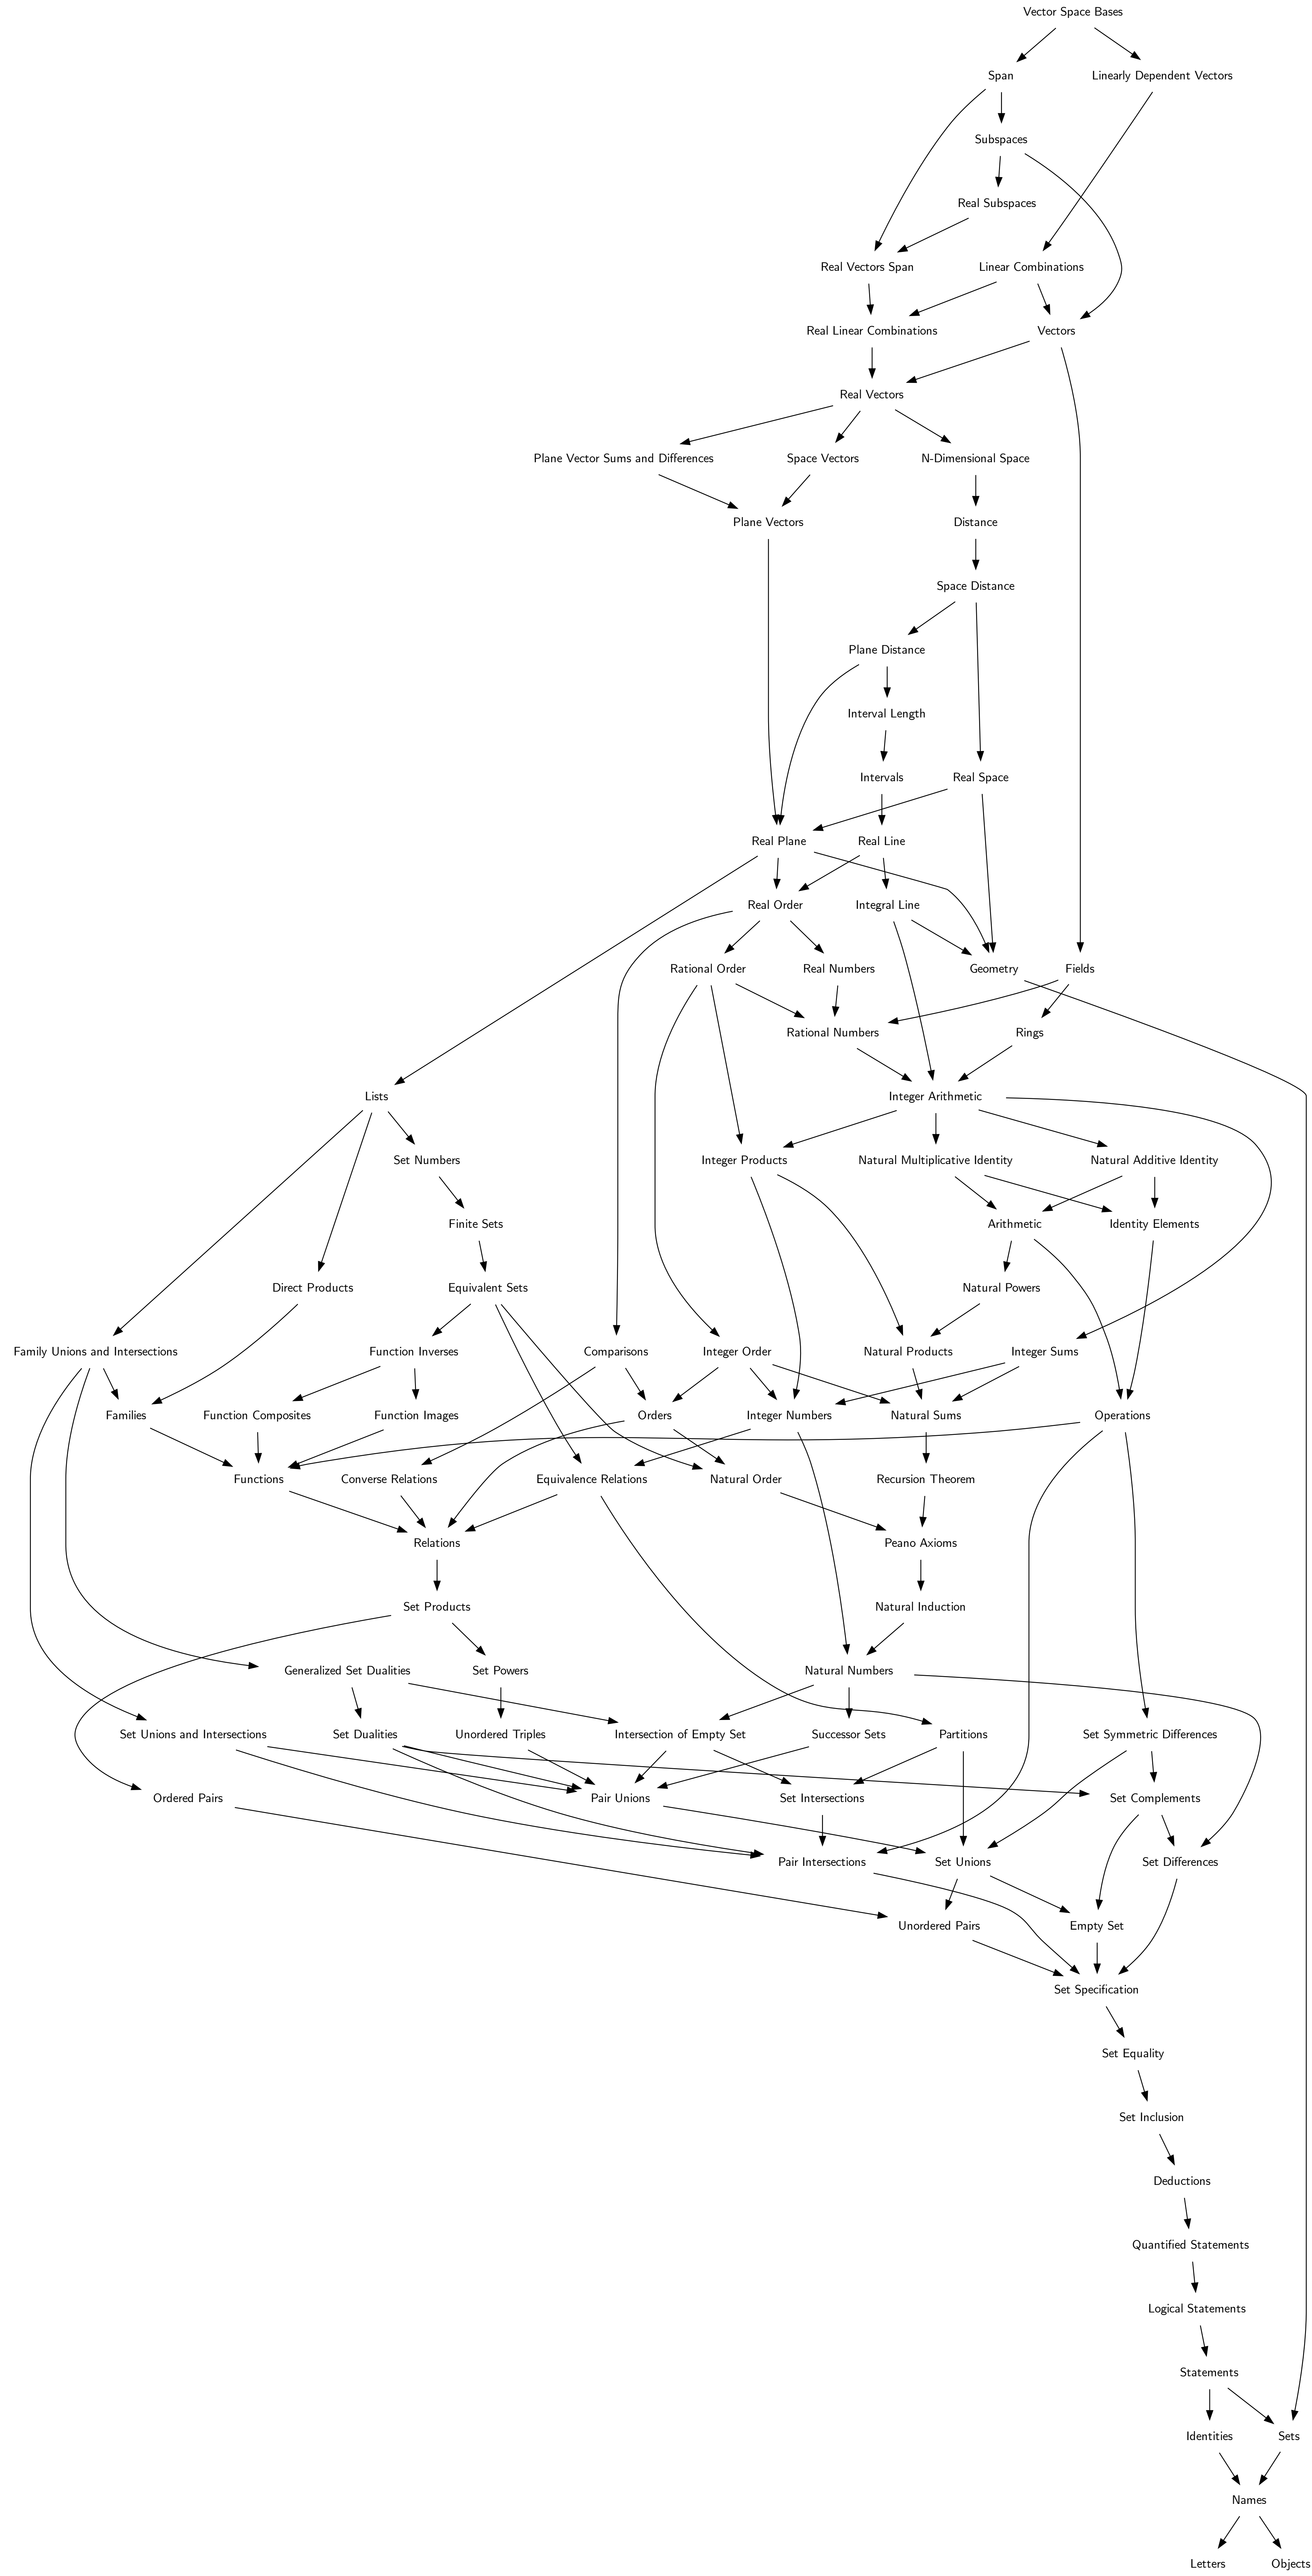 Vector Space Bases
Span
Linearly Dependent Vectors
Subspaces
Real Subspaces
Real Vectors Span
Linear Combinations
Real Linear Combinations
Vectors
Real Vectors
Plane Vector Sums and Differences
Space Vectors
N-Dimensional Space
Plane Vectors
Distance
Space Distance
Plane Distance
Interval Length
Intervals
Real Space
Real Plane
Real Line
Real Order
Integral Line
Rational Order
Real Numbers
Geometry
Fields
Rational Numbers
Rings
Lists
Integer Arithmetic
Set Numbers
Integer Products
Natural Multiplicative Identity
Natural Additive Identity
Finite Sets
Arithmetic
Identity Elements
Direct Products
Equivalent Sets
Natural Powers
Family Unions and Intersections
Function Inverses
Comparisons
Integer Order
Natural Products
Integer Sums
Families
Function Composites
Function Images
Orders
Integer Numbers
Natural Sums
Operations
Functions
Converse Relations
Equivalence Relations
Natural Order
Recursion Theorem
Relations
Peano Axioms
Set Products
Natural Induction
Generalized Set Dualities
Set Powers
Natural Numbers
Set Unions and Intersections
Set Dualities
Unordered Triples
Intersection of Empty Set
Successor Sets
Partitions
Set Symmetric Differences
Ordered Pairs
Pair Unions
Set Intersections
Set Complements
Pair Intersections
Set Unions
Set Differences
Unordered Pairs
Empty Set
Set Specification
Set Equality
Set Inclusion
Deductions
Quantified Statements
Logical Statements
Statements
Identities
Sets
Names
Letters
Objects